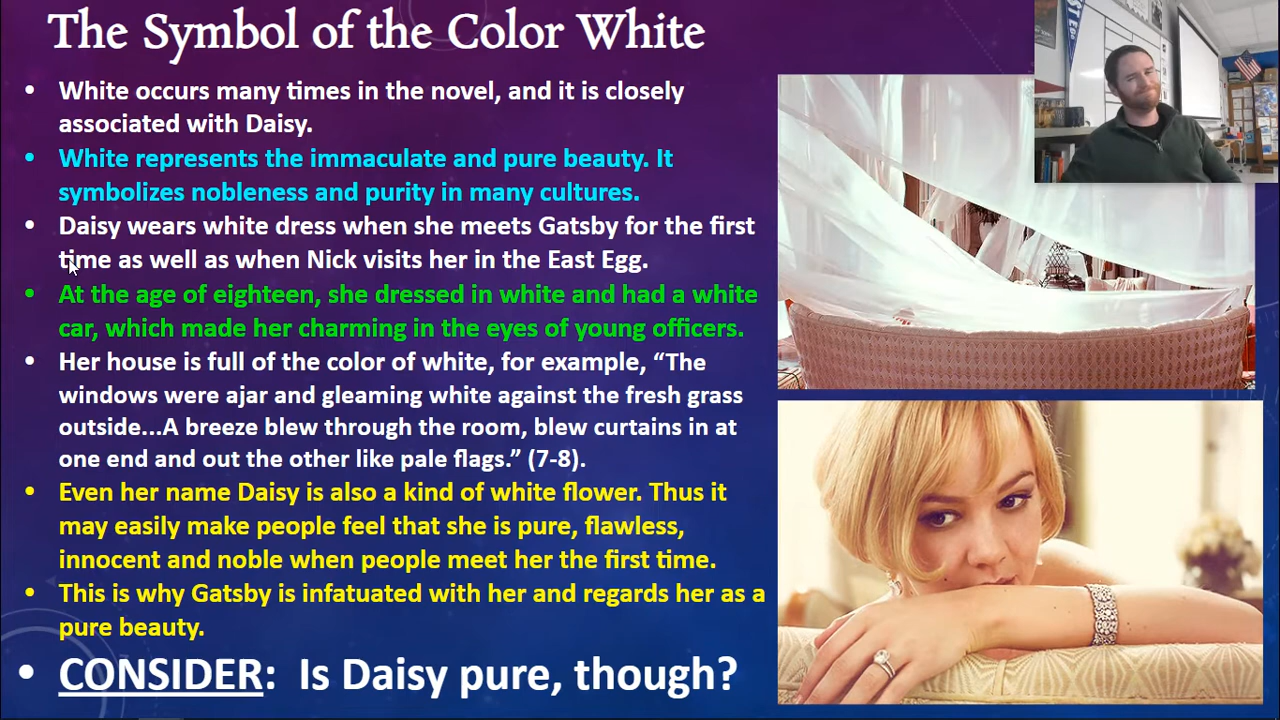 The Symbol of the Color White
• White occurs many times in the novel, and it is closely
associated with Daisy.
• White represents the immaculate and pure beauty. It
symbolizes nobleness and purity in many cultures.
• Daisy wears white dress when she meets Gatsby for the first
time as well as when Nick visits her in the East Egg.
• At the age of eighteen, she dressed in white and had a white
car, which made her charming in the eyes of young officers.
• Her house is full of the color of white, for example, “The
windows were ajar and gleaming white against the fresh grass
outside...A breeze blew through the room, blew curtains in at
one end and out the other like pale flags.” (7-8).
• Even her name Daisy is also a kind of white flower. Thus it
may easily make people feel that she is pure, flawless,
innocent and noble when people meet her the first time.
• This is why Gatsby is infatuated with her and regards her as a
pure beauty.
• CONSIDER: Is Daisy pure, though?